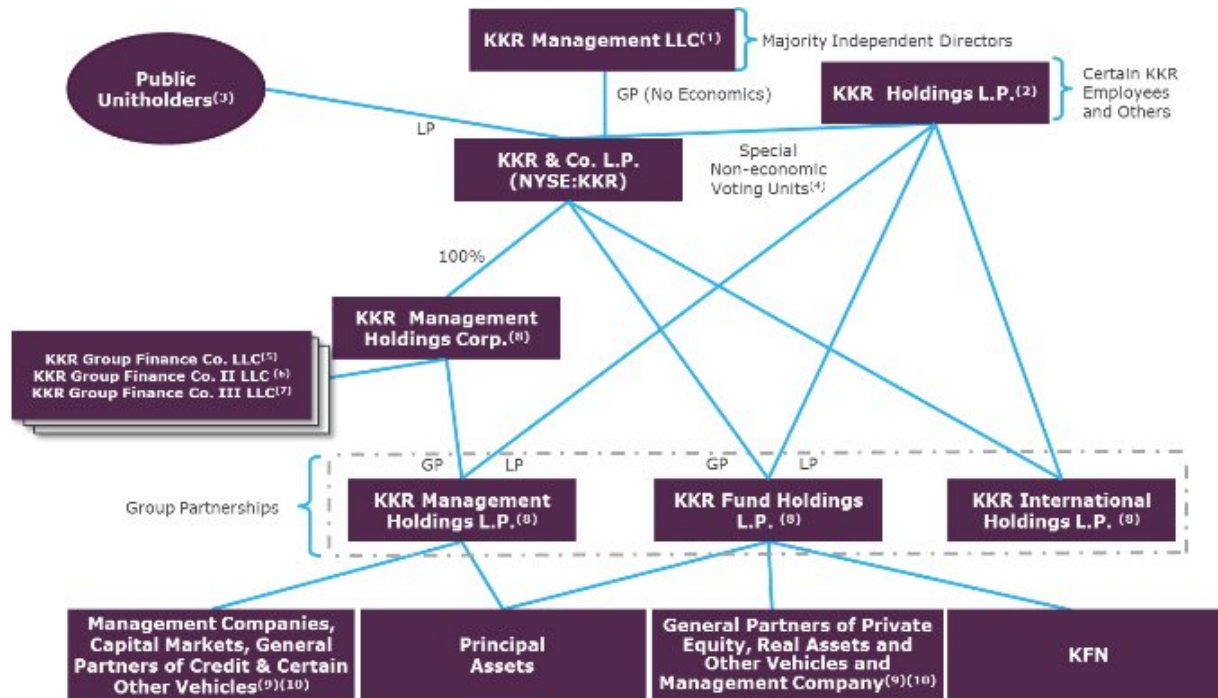 KKR Management LLC(1)
Majority Independent Directors
Public
Unitholders(3)
GP (No Economics)
KKR Holdings L.P.(2)
Certain KKR
Employees
and Others
LP
KKR & Co. L.P.
(NYSE:KKR)
Special
Non-economic
Voting Units(4)
100%
KKR Management
Holdings Corp.(8)
KKR Group Finance Co. LLC(5)
KKR Group Finance Co. II LLC (6)
KKR Group Finance Co. III LLC(7)
GP
LP
GP
LP
Group Partnerships
KKR Management
Holdings L.P.(8)
KKR Fund Holdings
L.P. (8)
KKR International
Holdings L.P. (8)
Management Companies,
Capital Markets, General
Partners of Credit & Certain
Other Vehicles(9)(10)
Principal
Assets
General Partners of Private
Equity, Real Assets and
Other Vehicles and
Management Company(9)(10)
KFN